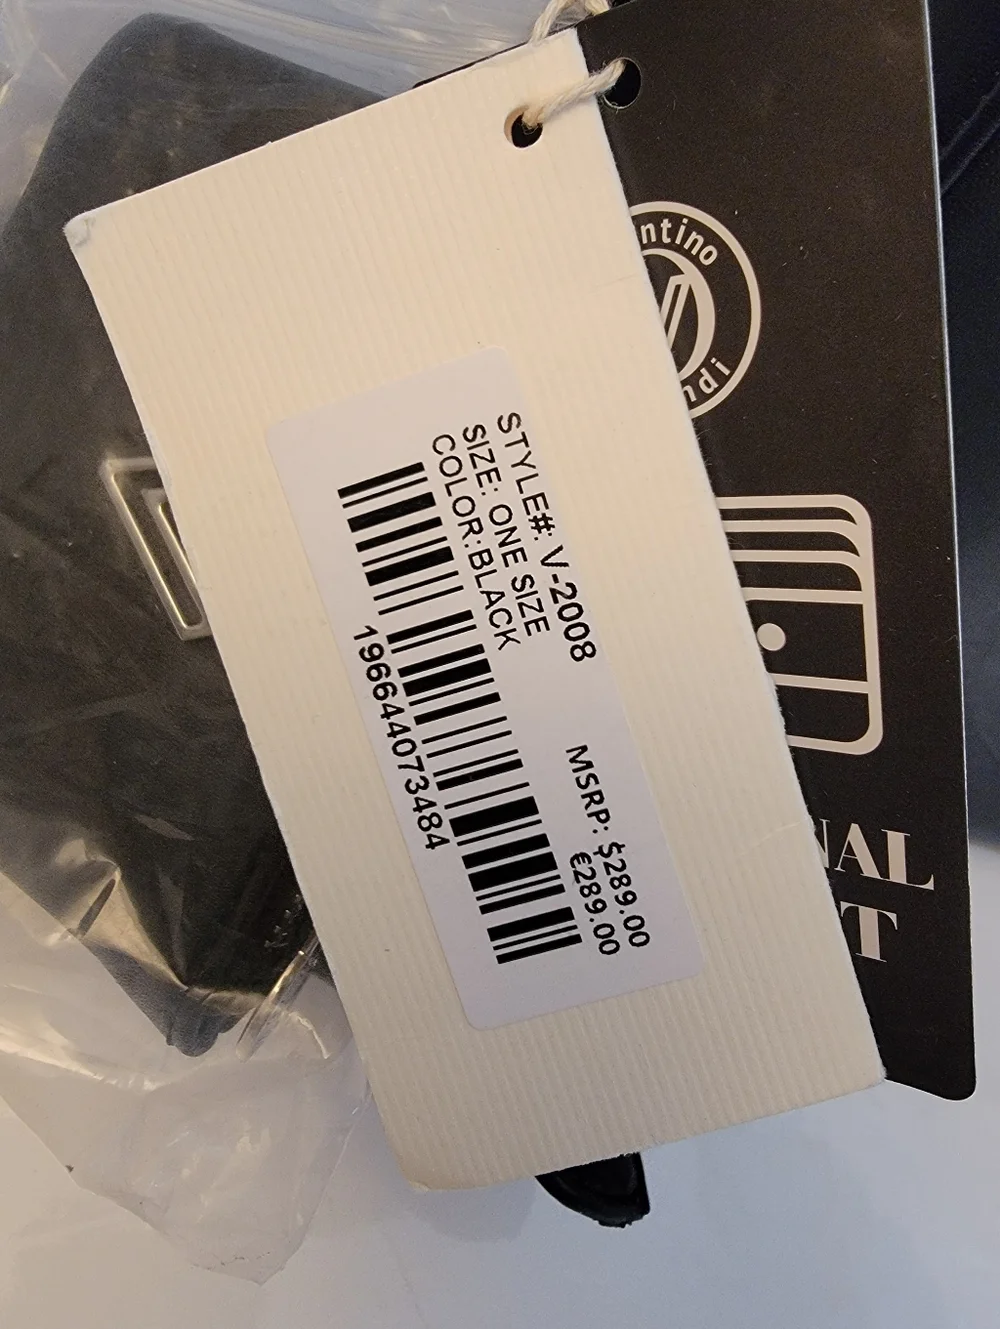 STYLE#: V-2008
SIZE: ONE SIZE
COLOR:BLACK
196644073484
MSRP: $289.00
€289.00
ntino
ndi
NAL
T